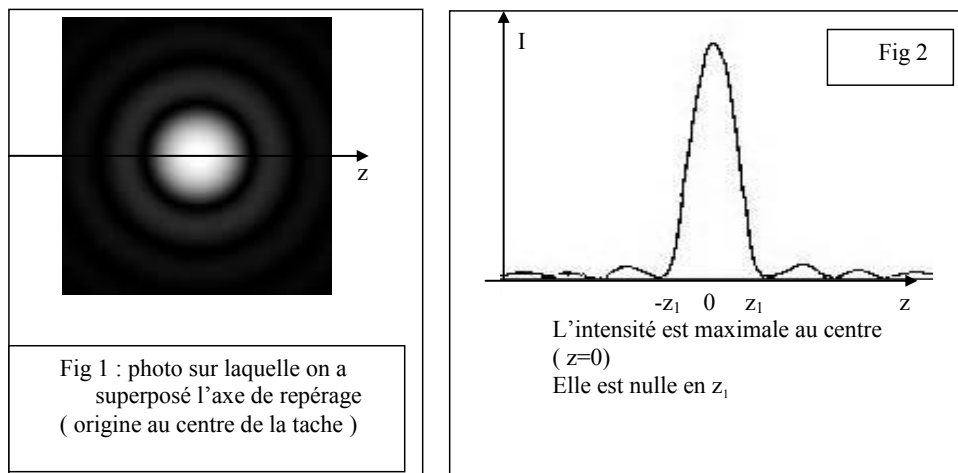 z
Fig 1 : photo sur laquelle on a
superposé l’axe de repérage
( origine au centre de la tache )
I
Fig 2
-z₁ 0 z₁ z
L’intensité est maximale au centre
( z=0)
Elle est nulle en z₁